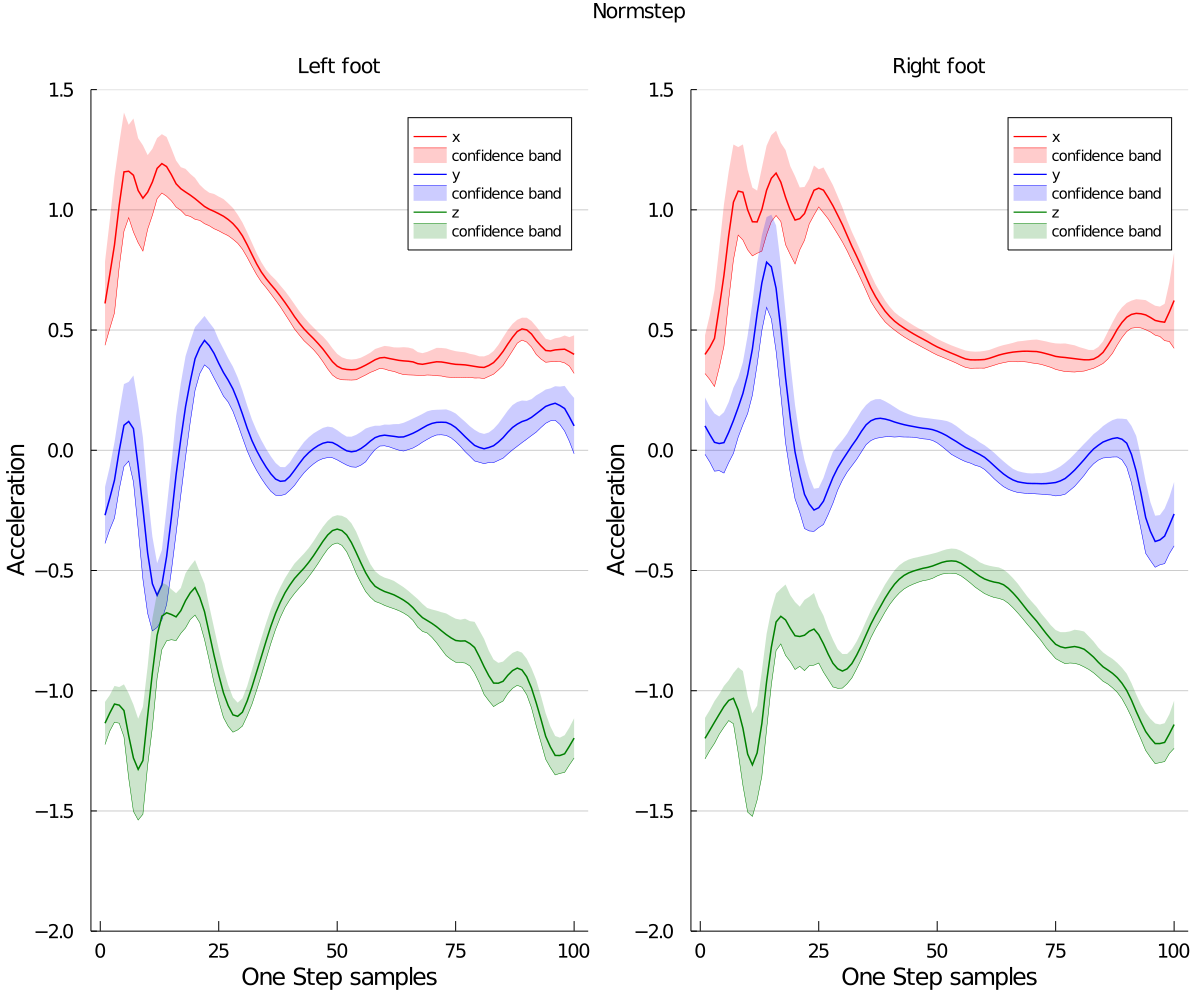 Normstep
Left foot
1.5
1.0
0.5
0.0
−0.5
−1.0
−1.5
−2.0
0 25 50 75 100
Acceleration
One Step samples
x
confidence band
y
confidence band
z
confidence band
Right foot
1.5
1.0
0.5
0.0
−0.5
−1.0
−1.5
−2.0
0 25 50 75 100
Acceleration
One Step samples
x
confidence band
y
confidence band
z
confidence band